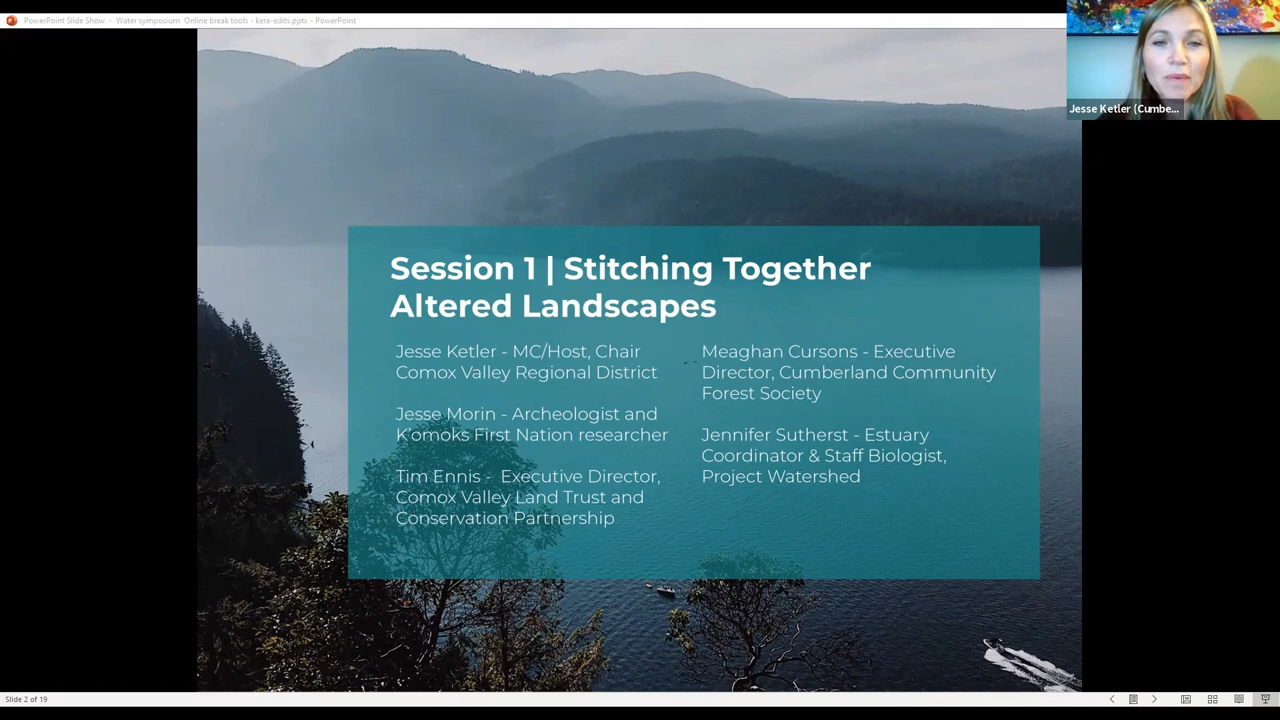 PowerPoint Slide Show - Water symposium Online break tools - kera-edits.pptx - PowerPoint
Jesse Ketler (Cumbe...
Session 1 | Stitching Together
Altered Landscapes
Jesse Ketler - MC/Host, Chair
Comox Valley Regional District
Jesse Morin - Archeologist and
K'omoks First Nation researcher
Tim Ennis - Executive Director,
Comox Valley Land Trust and
Conservation Partnership
Meaghan Cursons - Executive
Director, Cumberland Community
Forest Society
Jennifer Sutherst - Estuary
Coordinator & Staff Biologist,
Project Watershed
Slide 2 of 19